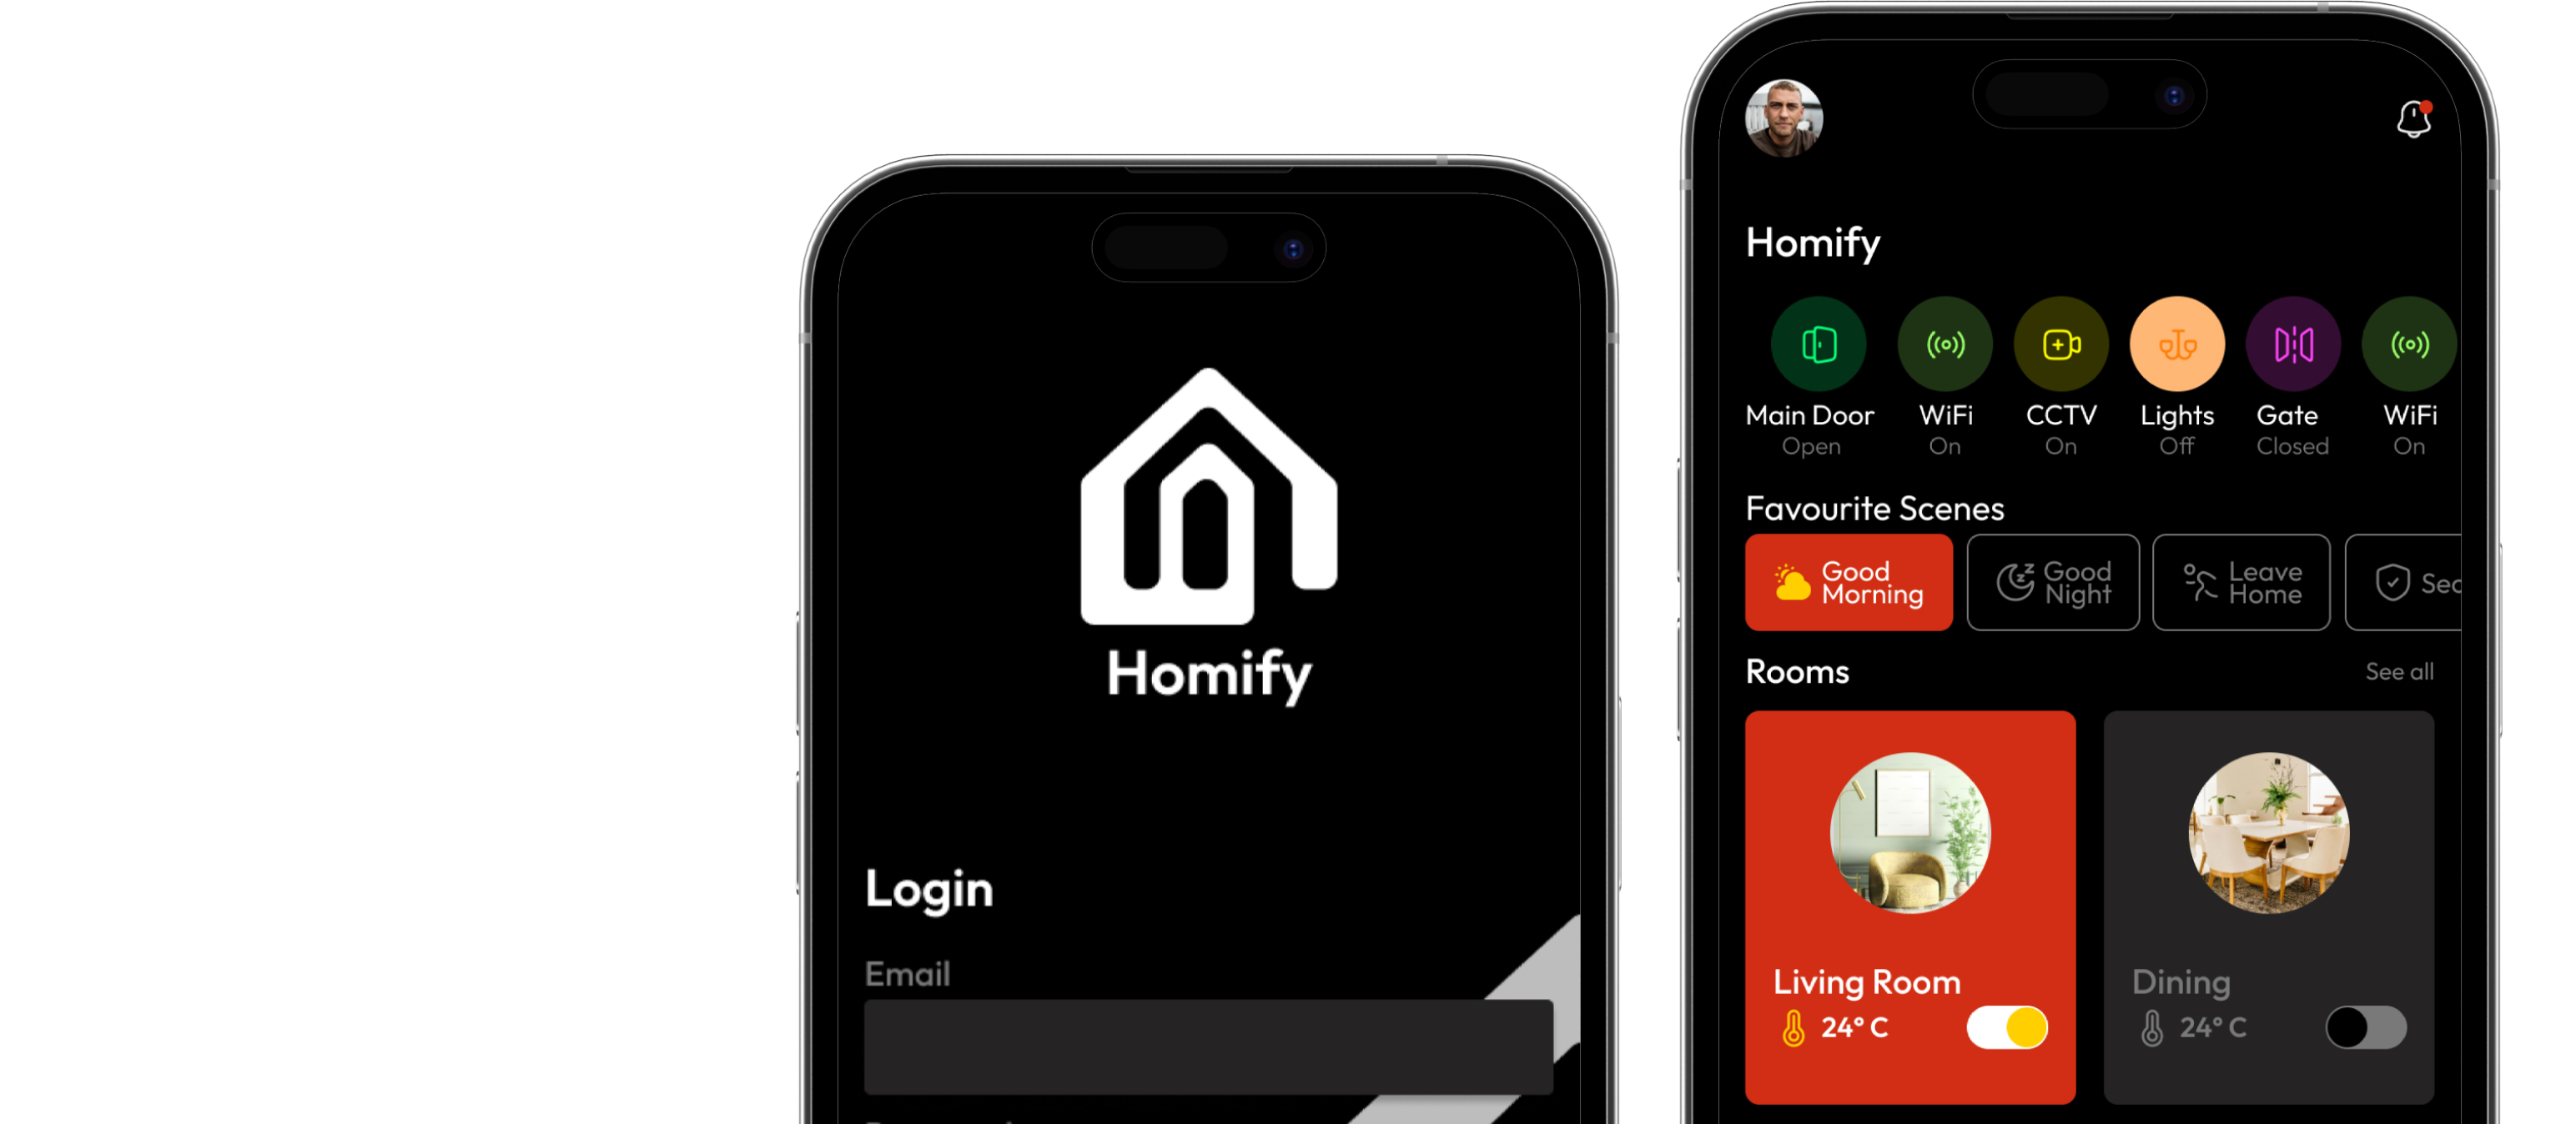 Homify
Login
Email
Homify
Main Door WiFi CCTV Lights Gate WiFi
Open On On Off Closed On
Favourite Scenes
Good Morning
Good Night
Leave Home
Sec
Rooms See all
Living Room
24° C
Dining
24° C